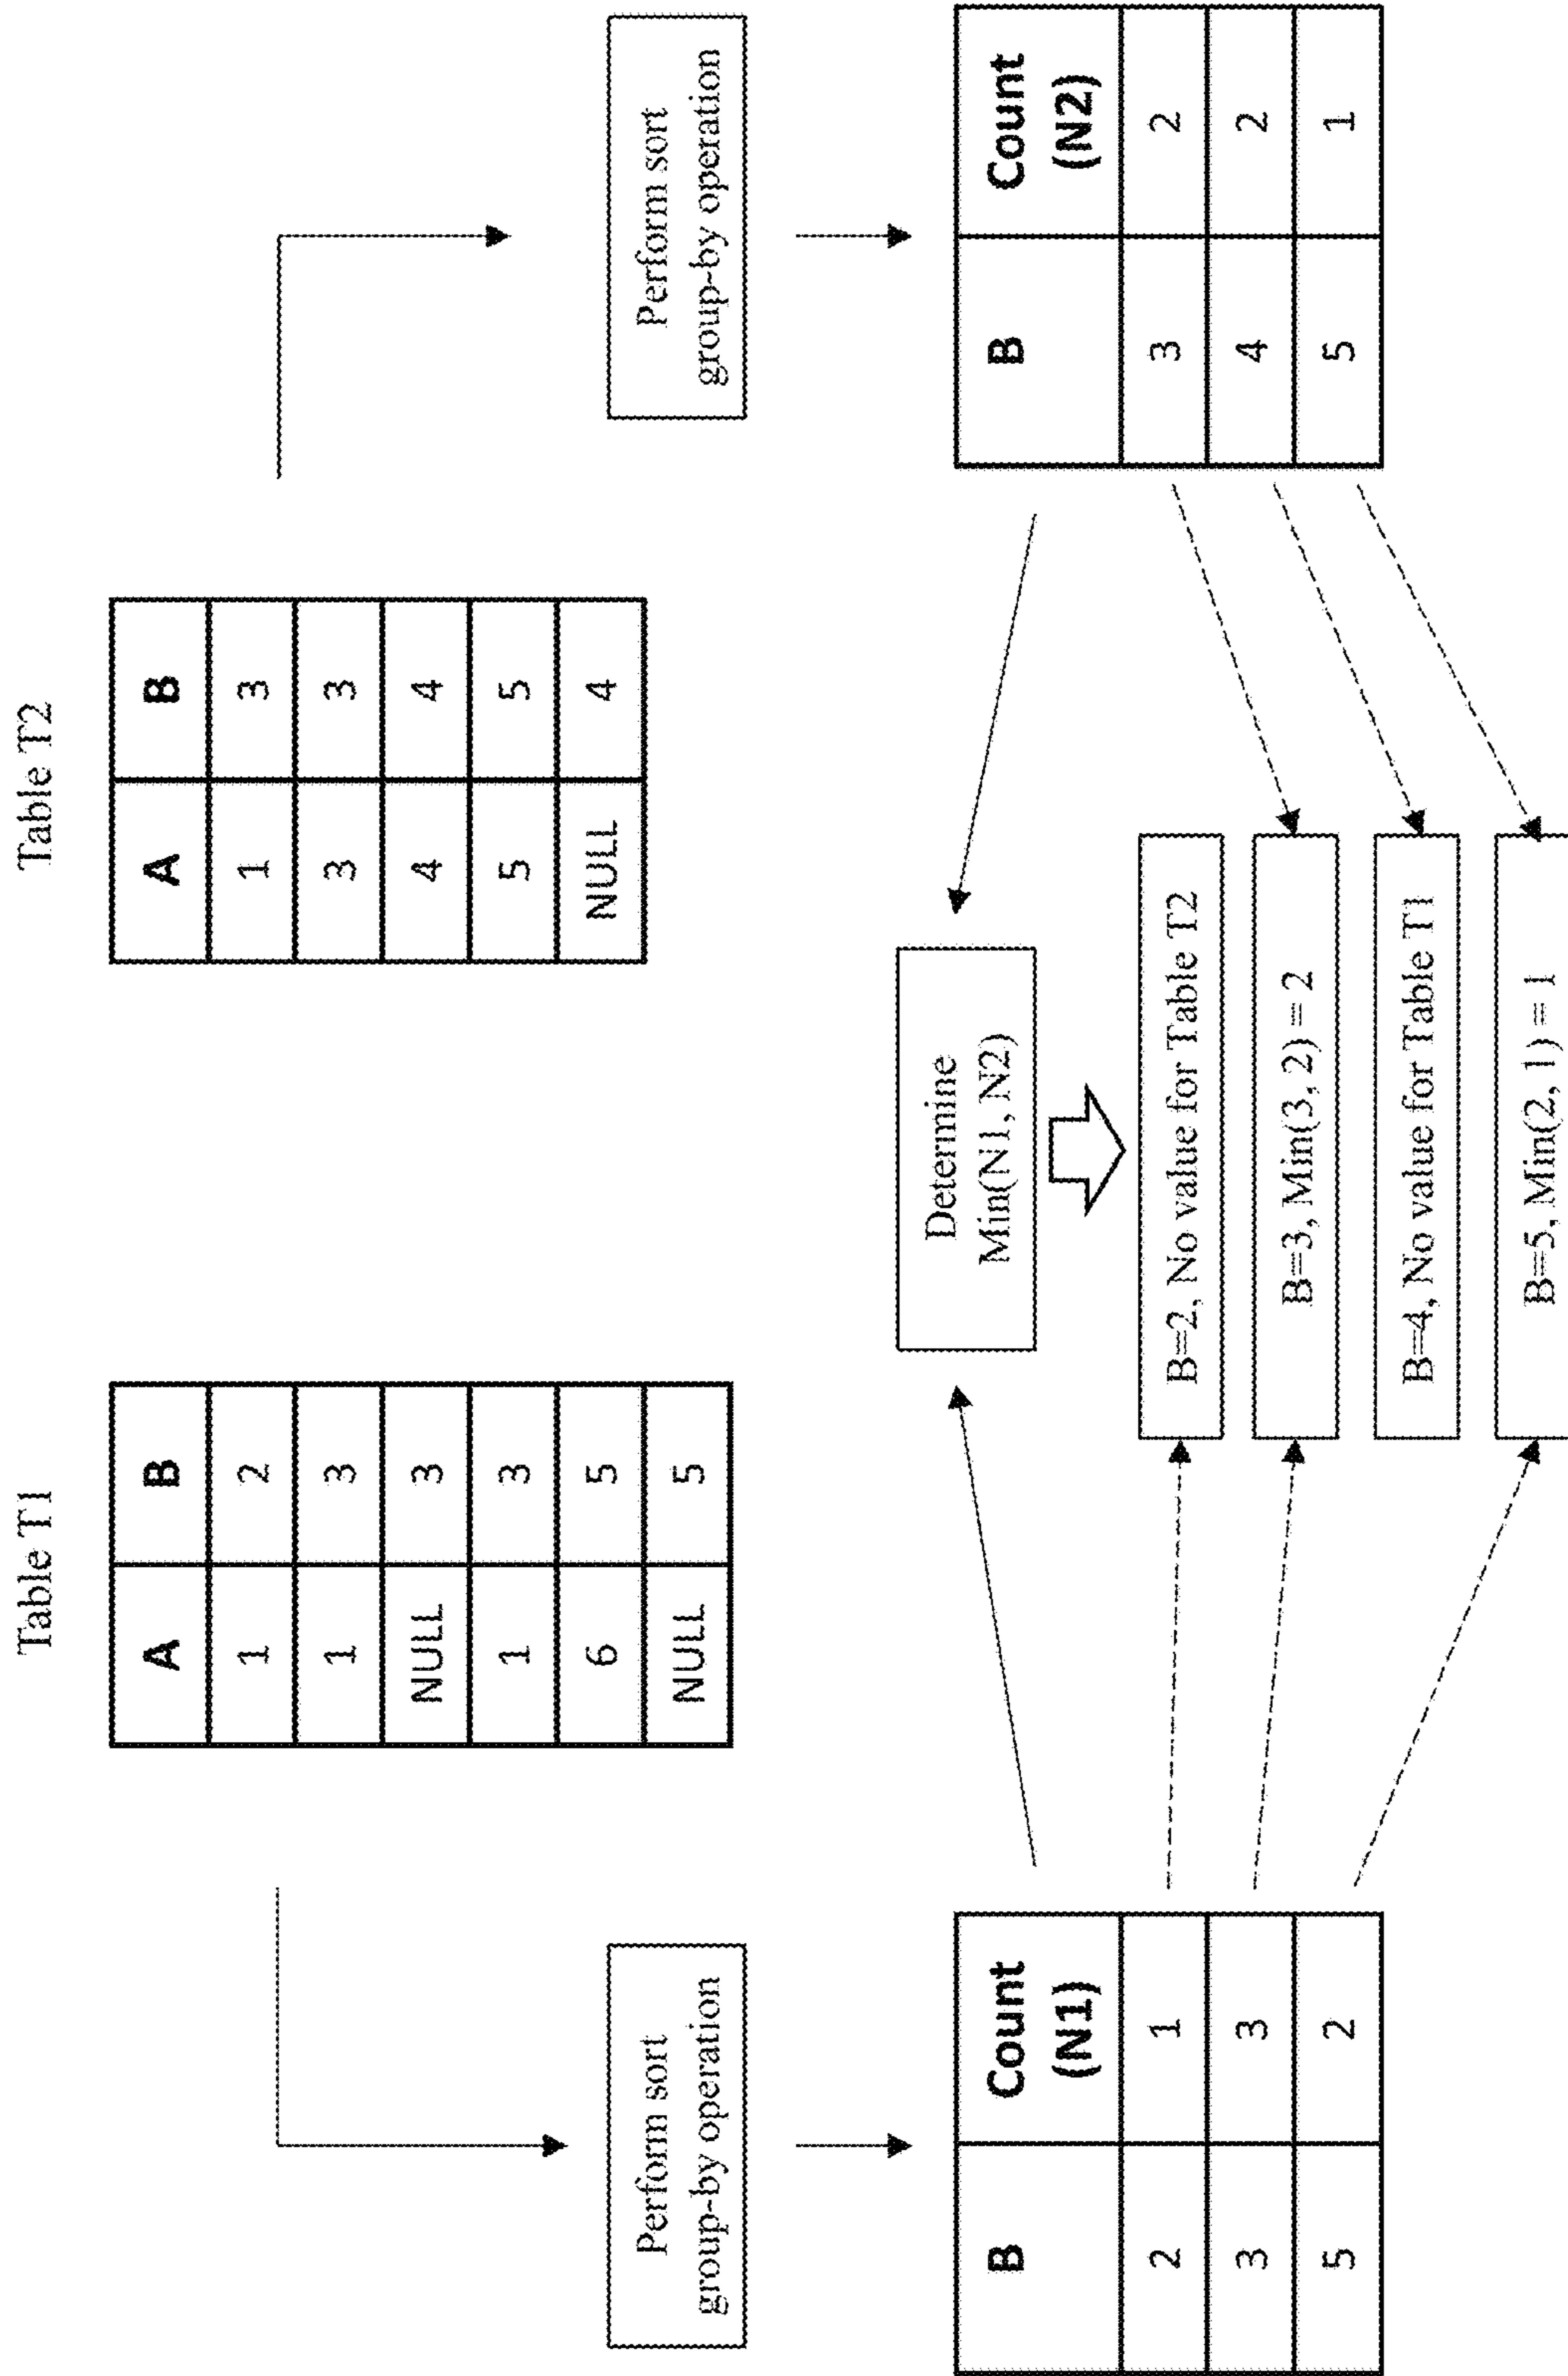 Table T1
A B
1 2
1 3
NULL 3
1 3
6 5
NULL 5
Table T2
A B
1 3
3 3
4 4
5 5
NULL 4
Perform sort
group-by operation
Perform sort
group-by operation
B Count
(N1)
2 1
3 3
5 2
Determine
Min(N1, N2)
B=2, No value for Table T2
B=3, Min(3, 2) = 2
B=4, No value for Table T1
B=5, Min(2, 1) = 1
B Count
(N2)
3 2
4 2
5 1